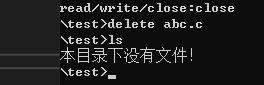 read/write/close:close
\test>delete abc.c
\test>ls
本目录下没有文件!
\test>_